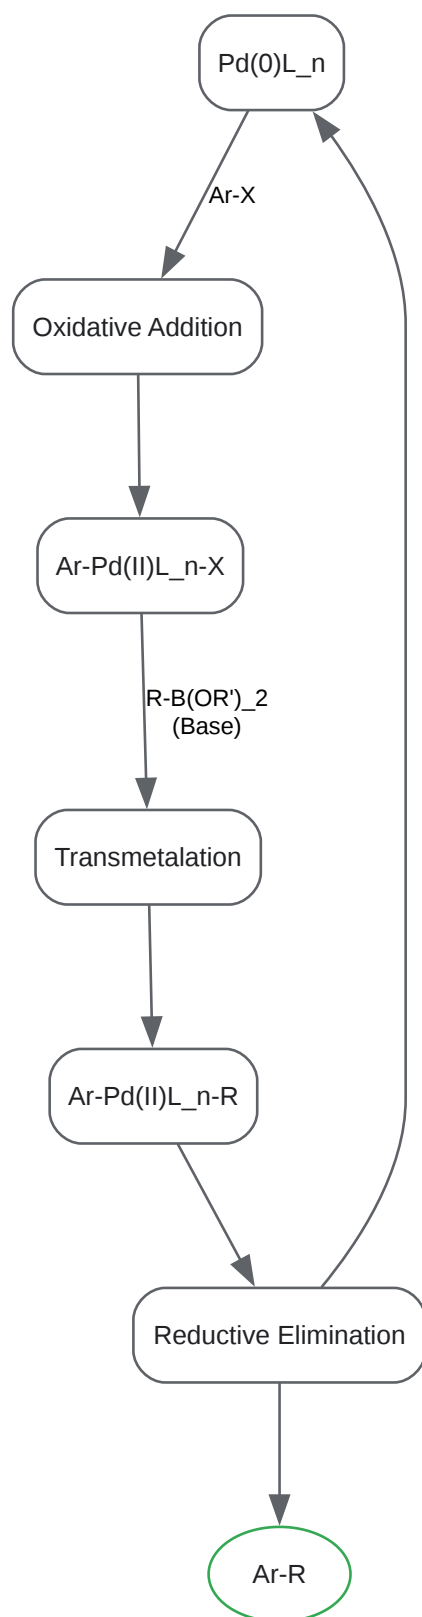 Pd(0)L_n
Ar-X
Oxidative Addition
Ar-Pd(II)L_n-X
R-B(OR')_2
(Base)
Transmetalation
Ar-Pd(II)L_n-R
Reductive Elimination
Ar-R